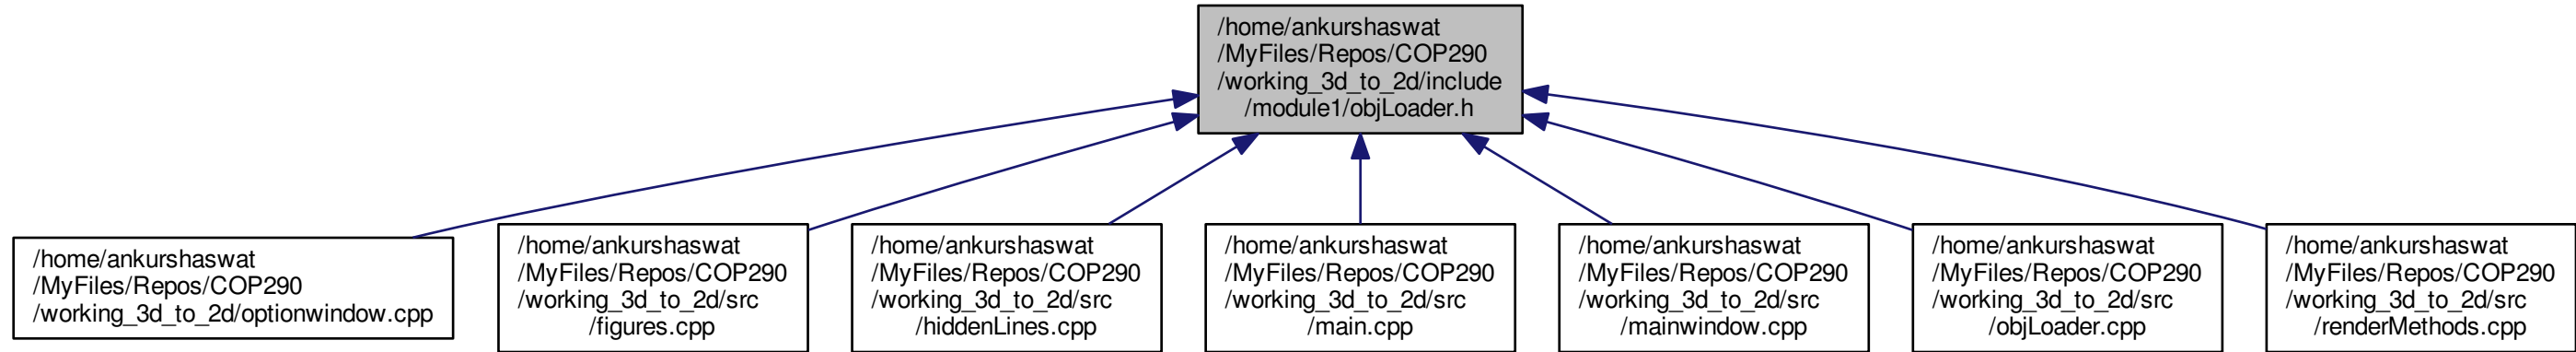 /home/ankurshaswat
/MyFiles/Repos/COP290
/working_3d_to_2d/include
/module1/objLoader.h
/home/ankurshaswat
/MyFiles/Repos/COP290
/working_3d_to_2d/optionwindow.cpp
/home/ankurshaswat
/MyFiles/Repos/COP290
/working_3d_to_2d/src
/figures.cpp
/home/ankurshaswat
/MyFiles/Repos/COP290
/working_3d_to_2d/src
/hiddenLines.cpp
/home/ankurshaswat
/MyFiles/Repos/COP290
/working_3d_to_2d/src
/main.cpp
/home/ankurshaswat
/MyFiles/Repos/COP290
/working_3d_to_2d/src
/mainwindow.cpp
/home/ankurshaswat
/MyFiles/Repos/COP290
/working_3d_to_2d/src
/objLoader.cpp
/home/ankurshaswat
/MyFiles/Repos/COP290
/working_3d_to_2d/src
/renderMethods.cpp